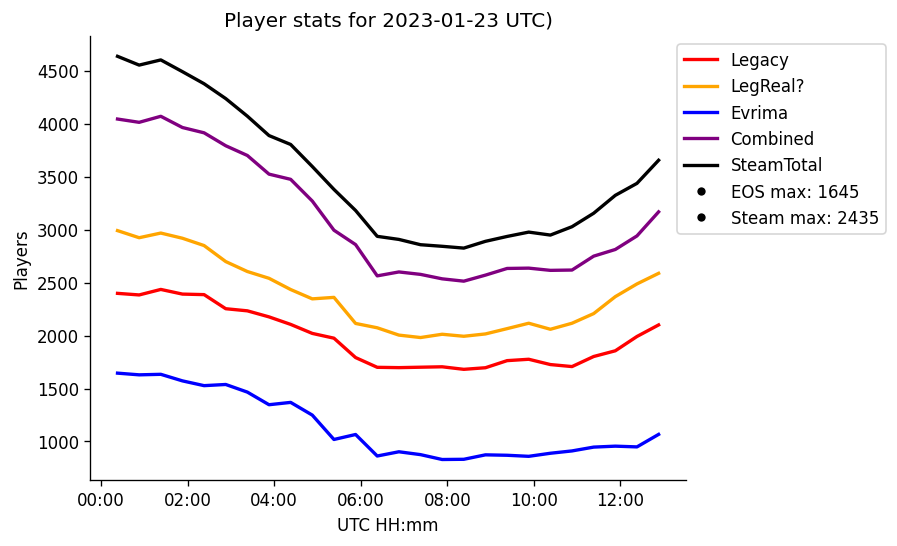 Player stats for 2023-01-23 UTC)
4500
4000
3500
3000
2500
2000
1500
1000
Players
00:00 02:00 04:00 06:00 08:00 10:00 12:00
UTC HH:mm
Legacy
LegReal?
Evrima
Combined
SteamTotal
EOS max: 1645
Steam max: 2435